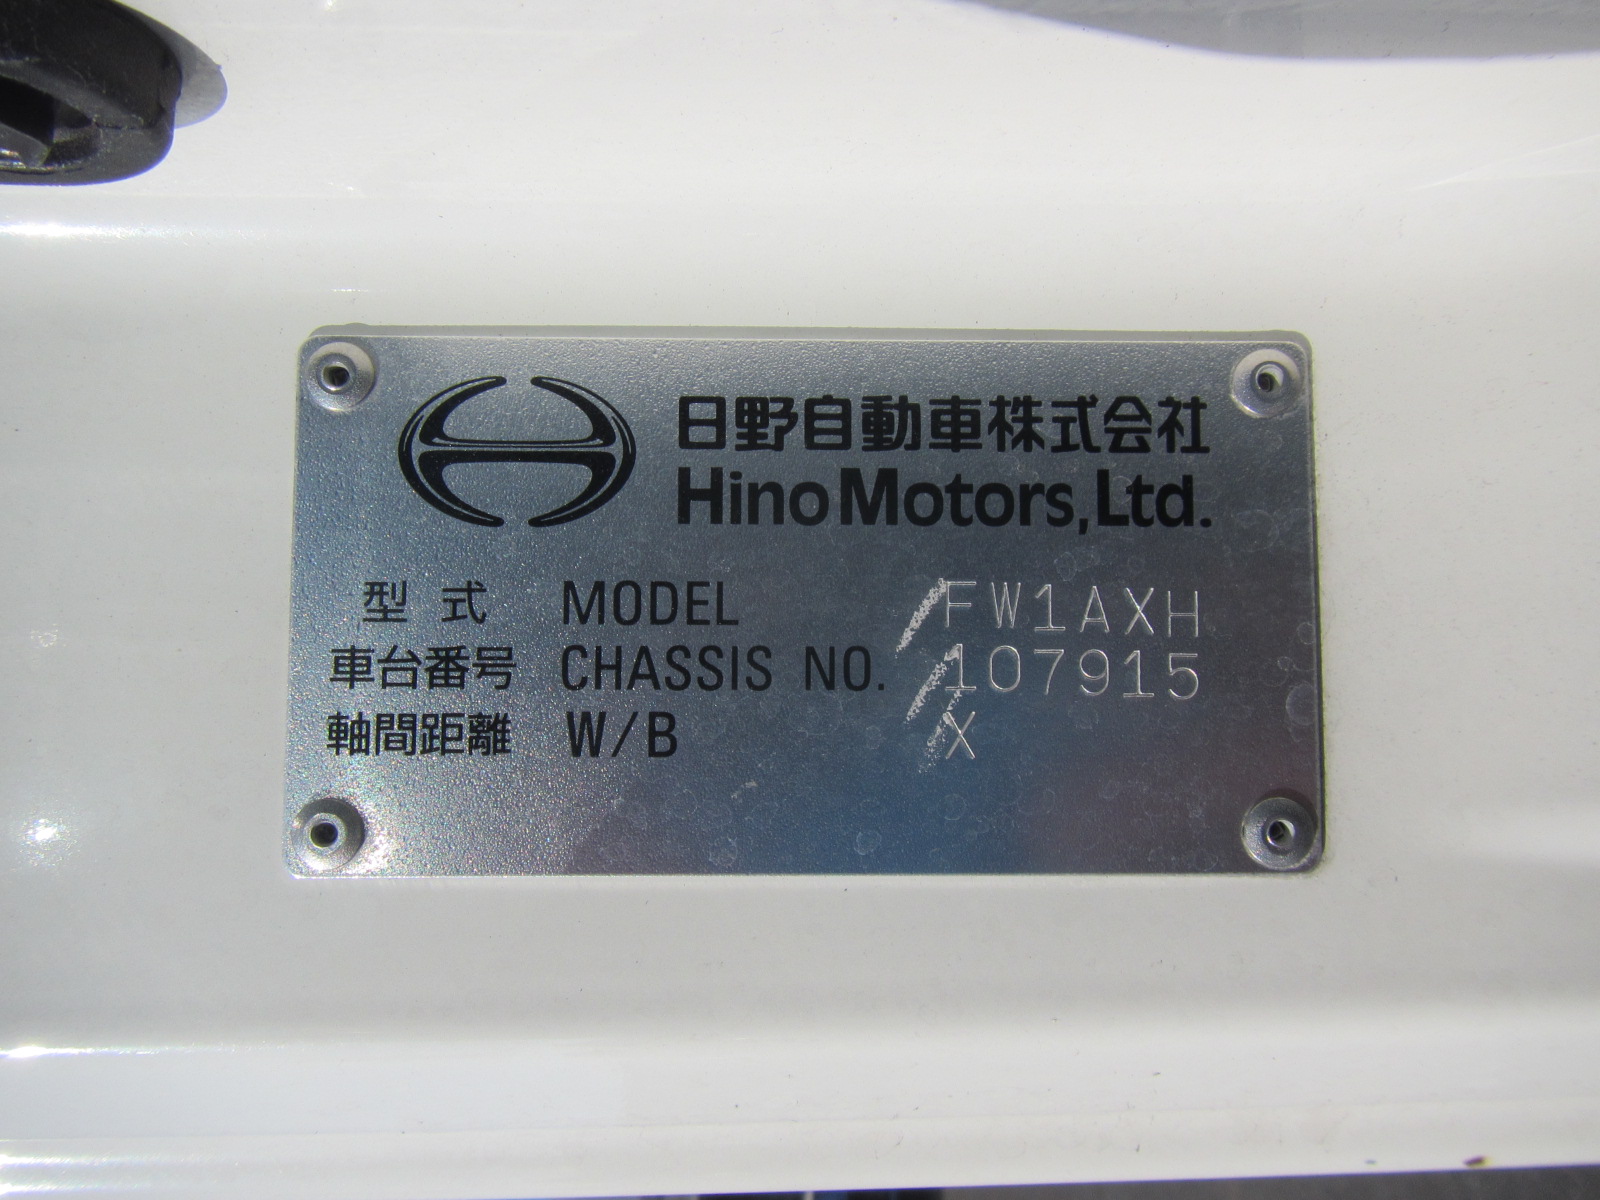 日野自動車株式会社
Hino Motors, Ltd.
型式 MODEL FW1AXH
車台番号 CHASSIS NO. 107915
軸間距離 W/B X